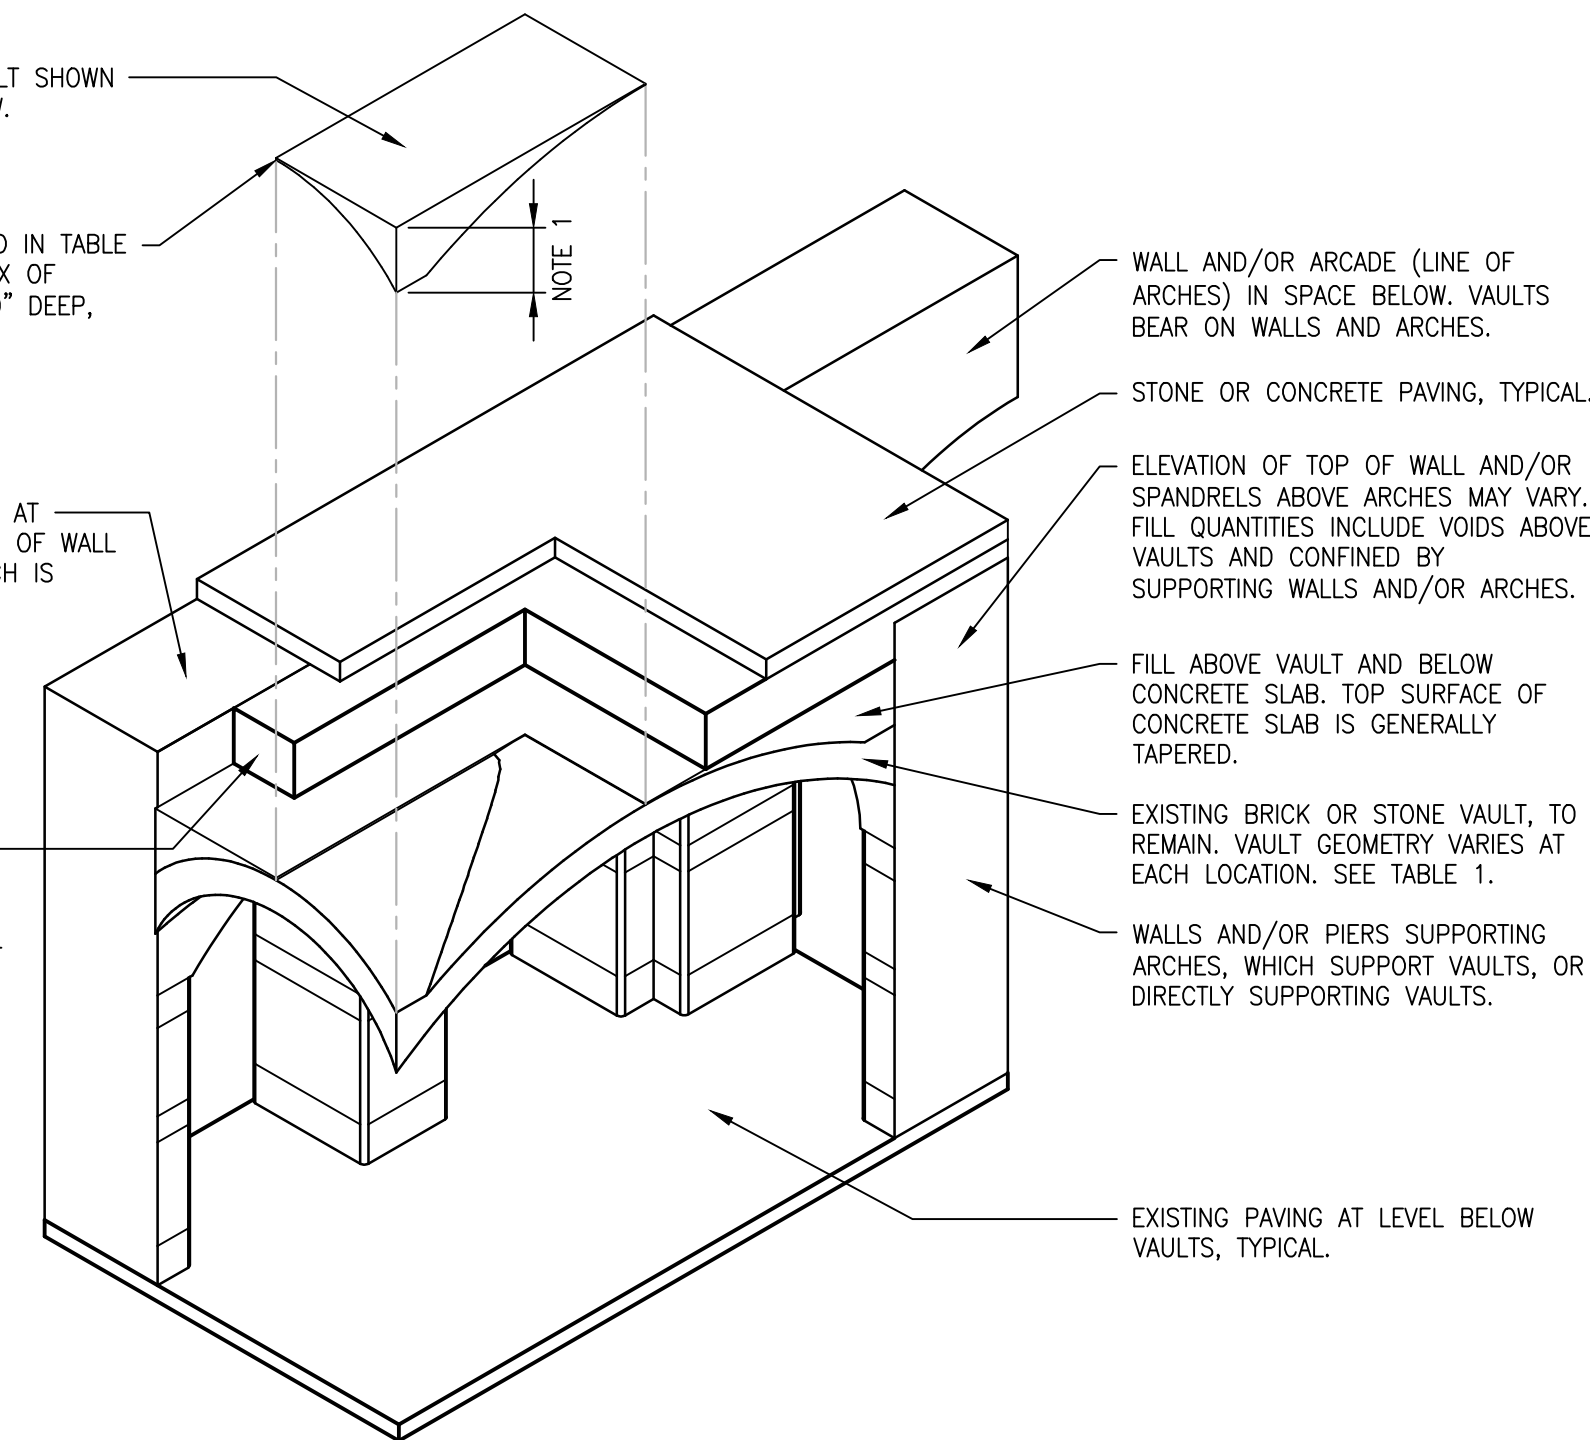 LT SHOWN
IN TABLE
X OF
DEEP,
NOTE 1
AT
OF WALL
IS
WALL AND/OR ARCADE (LINE OF
ARCHES) IN SPACE BELOW. VAULTS
BEAR ON WALLS AND ARCHES.
STONE OR CONCRETE PAVING, TYPICAL.
ELEVATION OF TOP OF WALL AND/OR
SPANDRELS ABOVE ARCHES MAY VARY.
FILL QUANTITIES INCLUDE VOIDS ABOVE
VAULTS AND CONFINED BY
SUPPORTING WALLS AND/OR ARCHES.
FILL ABOVE VAULT AND BELOW
CONCRETE SLAB. TOP SURFACE OF
CONCRETE SLAB IS GENERALLY
TAPERED.
EXISTING BRICK OR STONE VAULT, TO
REMAIN. VAULT GEOMETRY VARIES AT
EACH LOCATION. SEE TABLE 1.
WALLS AND/OR PIERS SUPPORTING
ARCHES, WHICH SUPPORT VAULTS, OR
DIRECTLY SUPPORTING VAULTS.
EXISTING PAVING AT LEVEL BELOW
VAULTS, TYPICAL.